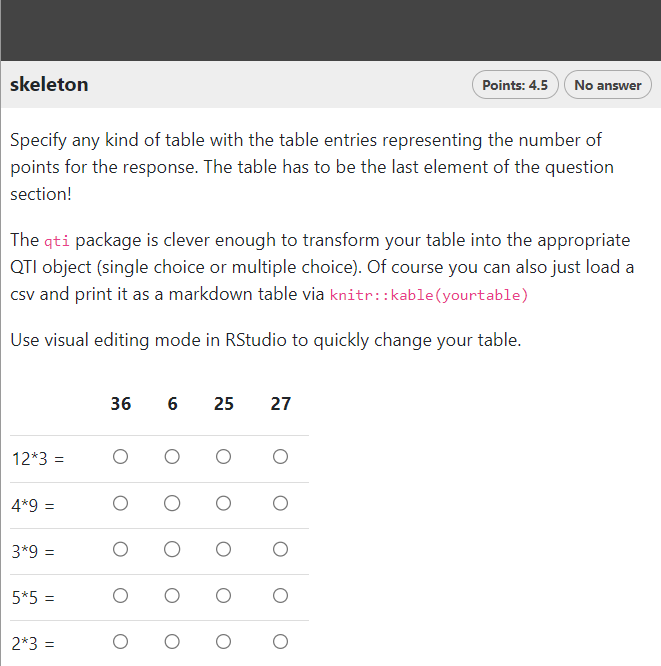 skeleton
Points: 4.5
No answer
Specify any kind of table with the table entries representing the number of
points for the response. The table has to be the last element of the question
section!
The qti package is clever enough to transform your table into the appropriate
QTI object (single choice or multiple choice). Of course you can also just load a
csv and print it as a markdown table via knitr::kable(yourtable)
Use visual editing mode in RStudio to quickly change your table.
36 6 25 27
12*3 =
4*9 =
3*9 =
5*5 =
2*3 =